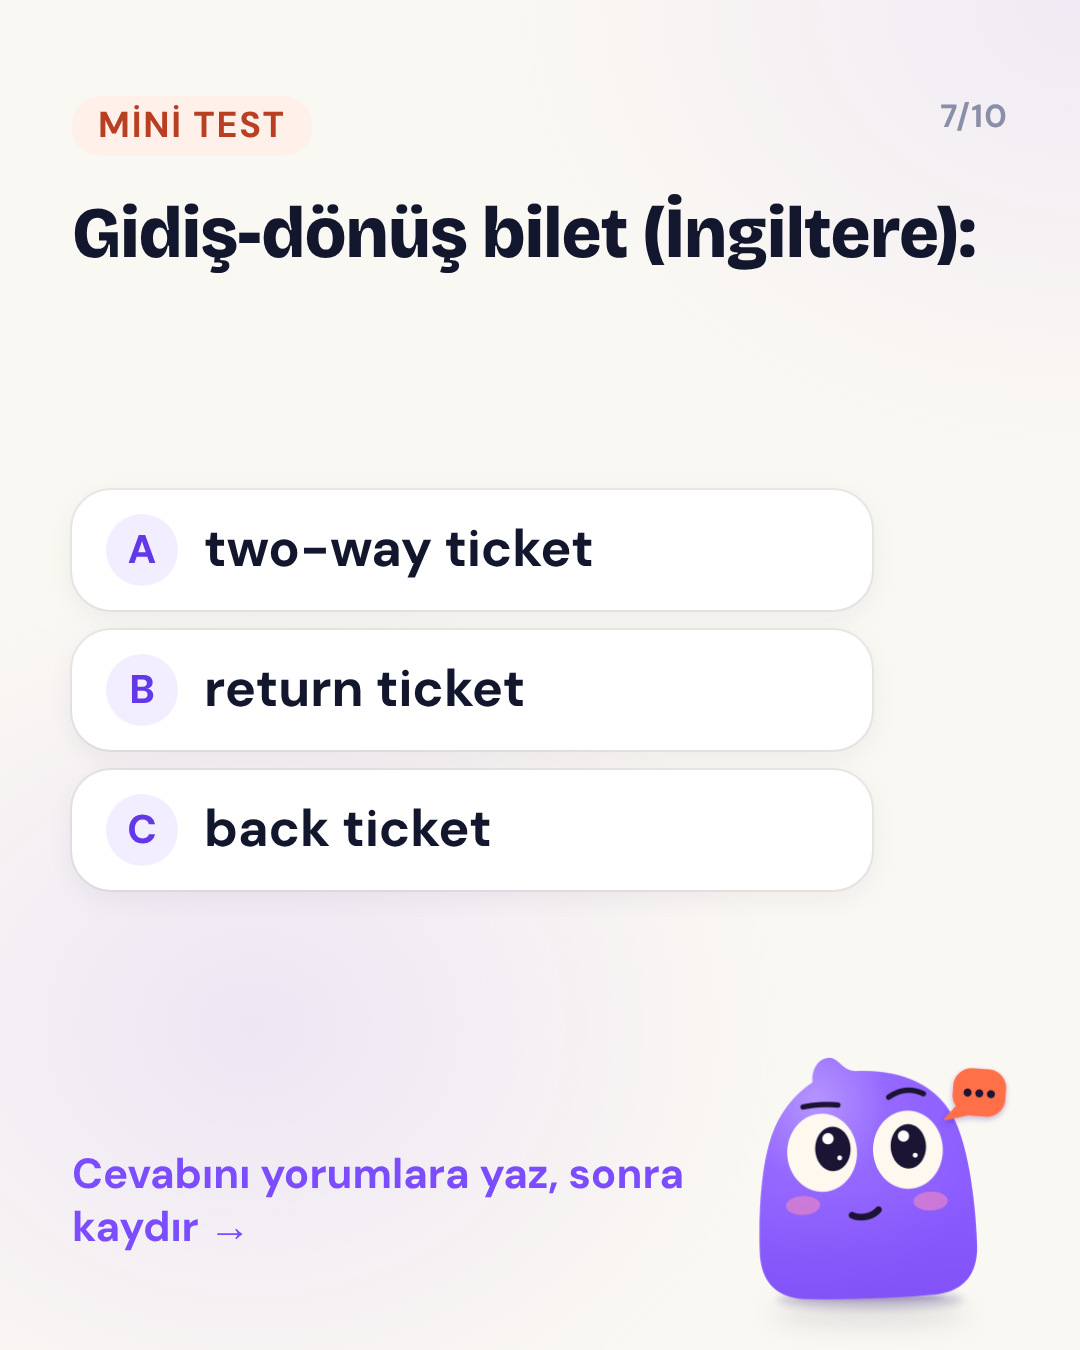 MİNİ TEST
7/10
Gidiş-dönüş bilet (İngiltere):
A two-way ticket
B return ticket
C back ticket
Cevabını yorumlara yaz, sonra
kaydır →